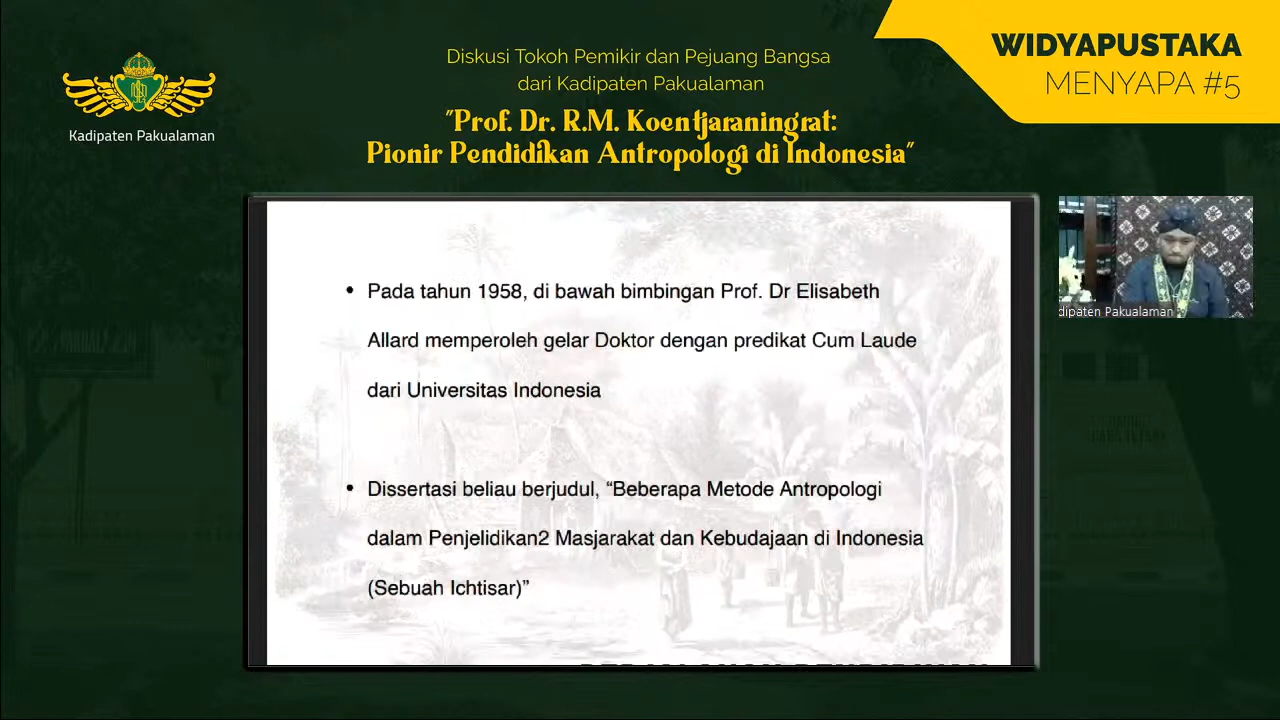 Diskusi Tokoh Pemikir dan Pejuang Bangsa
dari Kadipaten Pakualaman
"Prof. Dr. R.M. Koentjaraningrat:
Pionir Pendidikan Antropologi di Indonesia"
WIDYAPUSTAKA
MENYAPA #5
Kadipaten Pakualaman
• Pada tahun 1958, di bawah bimbingan Prof. Dr Elisabeth
Allard memperoleh gelar Doktor dengan predikat Cum Laude
dari Universitas Indonesia
• Dissertasi beliau berjudul, “Beberapa Metode Antropologi
dalam Penjelidikan2 Masjarakat dan Kebudajaan di Indonesia
(Sebuah Ichtisar)”
dipaten Pakualaman